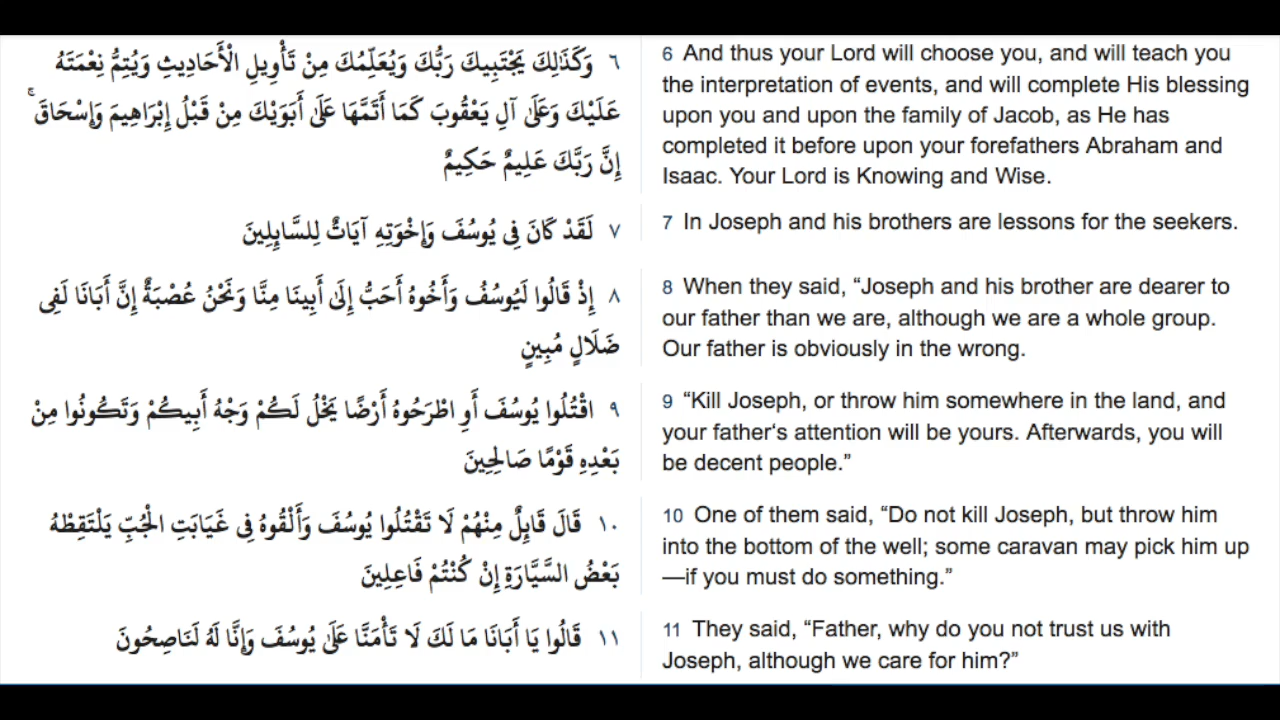 ٦ وَكَذَٰلِكَ يَجْتَبِيكَ رَبُّكَ وَيُعَلِّمُكَ مِنْ تَأْوِيلِ الْأَحَادِيثِ وَيُتِمُّ نِعْمَتَهُ
عَلَيْكَ وَعَلَىٰ آلِ يَعْقُوبَ كَمَا أَتَمَّهَا عَلَىٰ أَبَوَيْكَ مِنْ قَبْلُ إِبْرَاهِيمَ وَإِسْحَاقَ ۚ
إِنَّ رَبَّكَ عَلِيمٌ حَكِيمٌ
6 And thus your Lord will choose you, and will teach you
the interpretation of events, and will complete His blessing
upon you and upon the family of Jacob, as He has
completed it before upon your forefathers Abraham and
Isaac. Your Lord is Knowing and Wise.
٧ لَقَدْ كَانَ فِي يُوسُفَ وَإِخْوَتِهِ آيَاتٌ لِلسَّائِلِينَ
7 In Joseph and his brothers are lessons for the seekers.
٨ إِذْ قَالُوا لَيُوسُفُ وَأَخُوهُ أَحَبُّ إِلَىٰ أَبِينَا مِنَّا وَنَحْنُ عُصْبَةٌ إِنَّ أَبَانَا لَفِي
ضَلَالٍ مُبِينٍ
8 When they said, “Joseph and his brother are dearer to
our father than we are, although we are a whole group.
Our father is obviously in the wrong.
٩ اقْتُلُوا يُوسُفَ أَوِ اطْرَحُوهُ أَرْضًا يَخْلُ لَكُمْ وَجْهُ أَبِيكُمْ وَتَكُونُوا مِنْ
بَعْدِهِ قَوْمًا صَالِحِينَ
9 “Kill Joseph, or throw him somewhere in the land, and
your father‘s attention will be yours. Afterwards, you will
be decent people.”
١٠ قَالَ قَائِلٌ مِنْهُمْ لَا تَقْتُلُوا يُوسُفَ وَأَلْقُوهُ فِي غَيَابَتِ الْجُبِّ يَلْتَقِطْهُ
بَعْضُ السَّيَّارَةِ إِنْ كُنْتُمْ فَاعِلِينَ
10 One of them said, “Do not kill Joseph, but throw him
into the bottom of the well; some caravan may pick him up
—if you must do something.”
١١ قَالُوا يَا أَبَانَا مَا لَكَ لَا تَأْمَنَّا عَلَىٰ يُوسُفَ وَإِنَّا لَهُ لَنَاصِحُونَ
11 They said, “Father, why do you not trust us with
Joseph, although we care for him?”